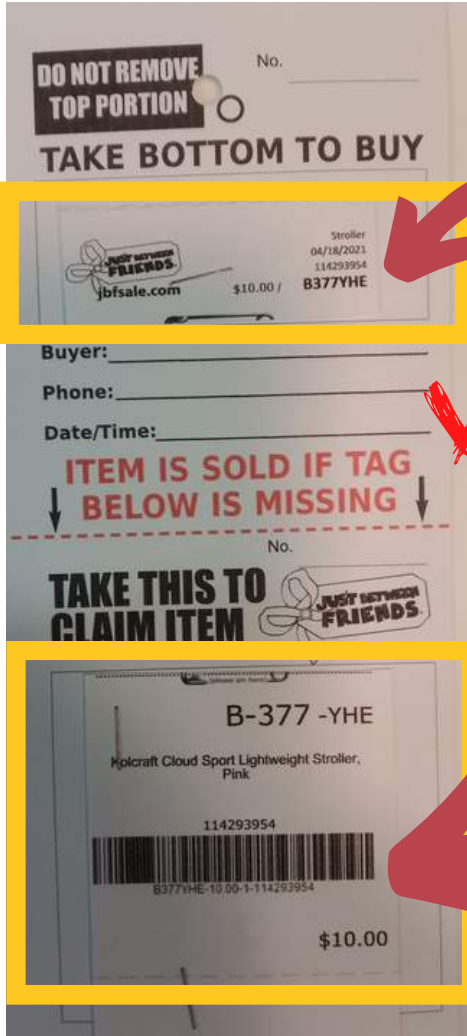 DO NOT REMOVE
TOP PORTION
No.
TAKE BOTTOM TO BUY
Stroller
04/18/2021
114293954
JUST BETWEEN
FRIENDS
jbfsale.com
$10.00 /
B377YHE
Buyer:
Phone:
Date/Time:
ITEM IS SOLD IF TAG
BELOW IS MISSING
No.
TAKE THIS TO
CLAIM ITEM
JUST BETWEEN
FRIENDS
(please pin here)
B-377 -YHE
Kolcraft Cloud Sport Lightweight Stroller,
Pink
114293954
B377YHE-10.00-1-114293954
$10.00